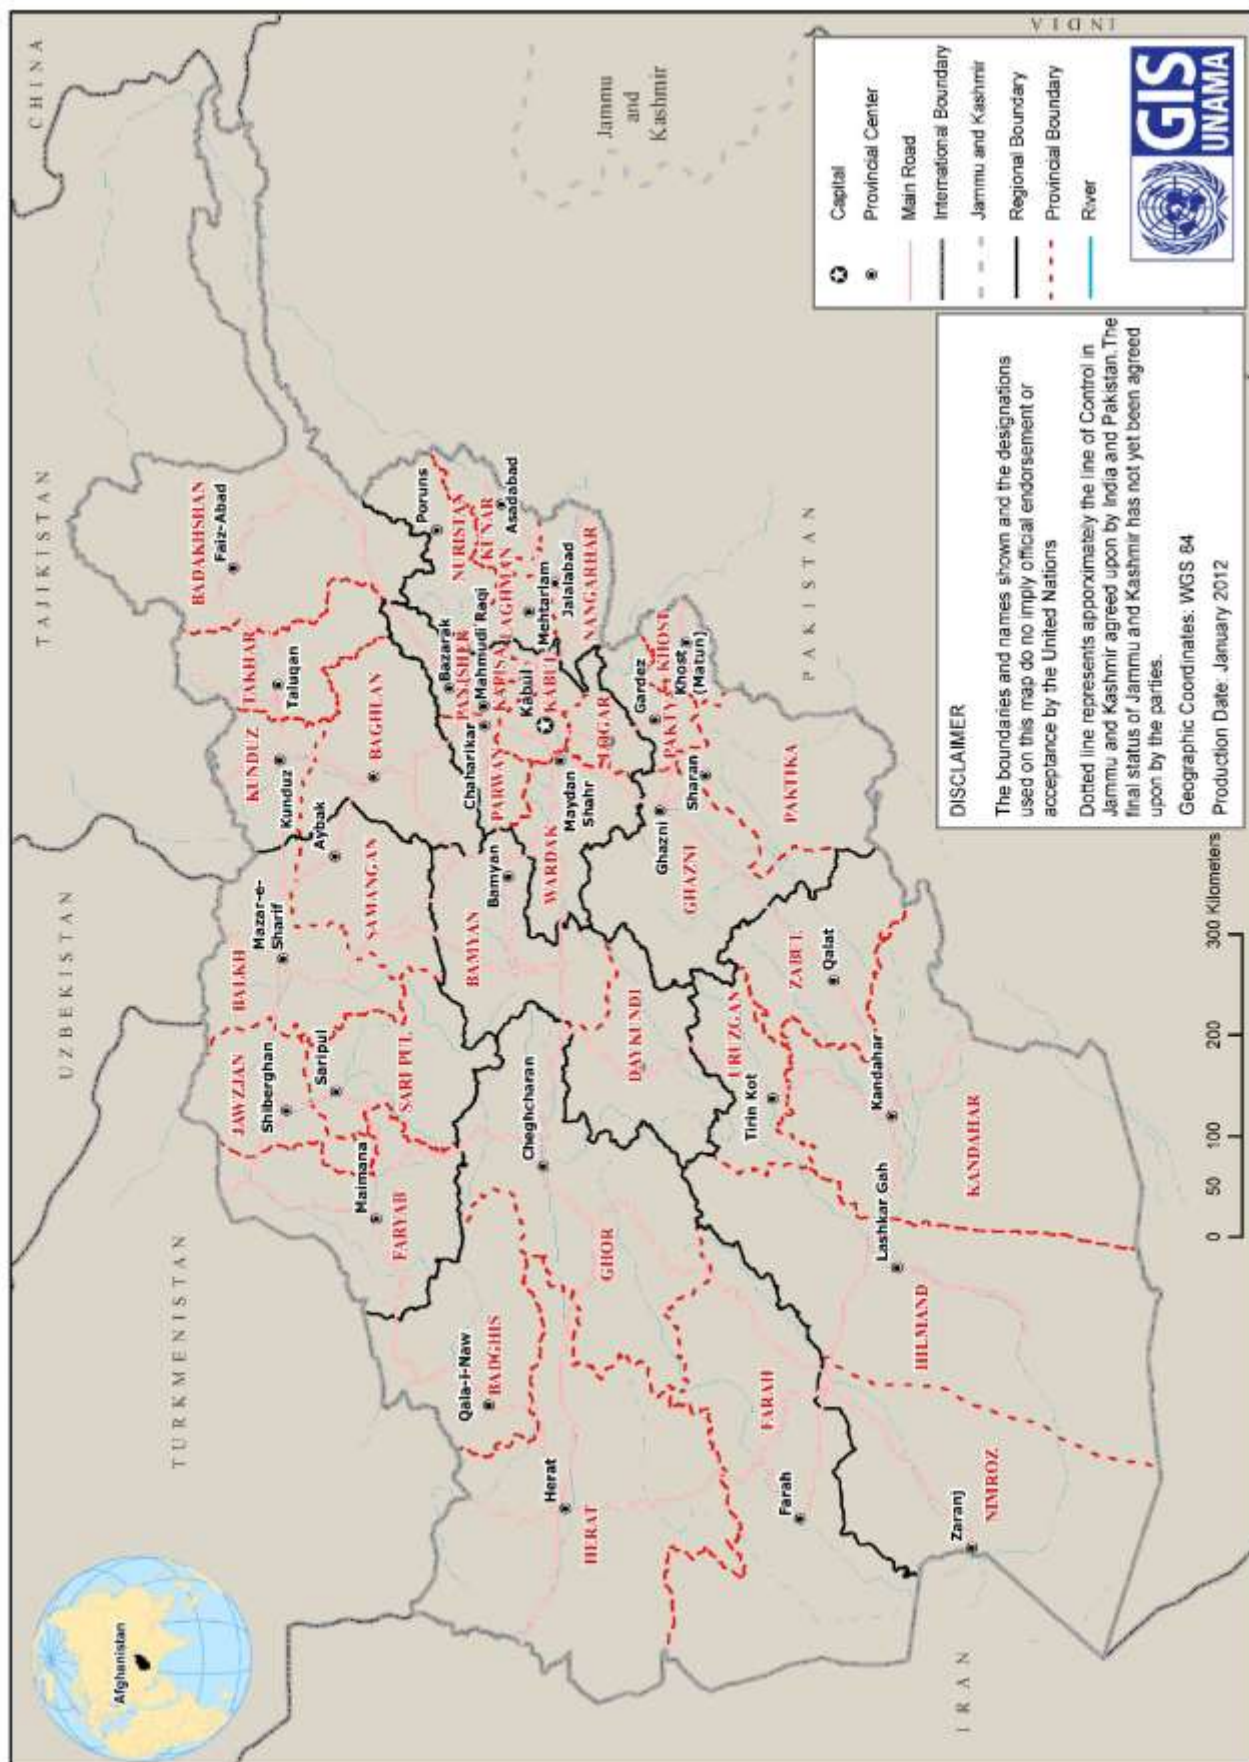 CHINA
TAJIKISTAN
UZBEKISTAN
TURKMENISTAN
Afghanistan
INDIA
Jammu
and
Kashmir
PAKISTAN
IRAN
BADAKHSHAN
Faiz-Abad
TAKHAR
Taluqan
KUNDUZ
Kunduz
BAGHLAN
Aybak
SAMANGAN
Mazar-e-
Sharif
BALKH
JAWZJAN
Shiberghan
Saripul
SARI PUL
Maimana
FARYAB
Qala-i-Naw
BADGHIS
Herat
HERAT
Cheghcharan
GHOR
BAMYAN
Bamyan
DAYKUNDI
PARWAN
Chaharikar
PANJSHER
Bazarak
Mahmudi Raqi
KAPISA
LAGHMAN
Mehtarlam
NURISTAN
Poruns
KUNAR
Asadabad
Jalalabad
NANGARHAR
Kabul
KABUL
Maydan
Shahr
WARDAK
LOGAR
Gardez
PAKTYA
KHOST
Khost
(Matun)
Sharan
PAKTIKA
Ghazni
GHAZNI
URUZGAN
Tirin Kot
ZABUL
Qalat
Kandahar
KANDAHAR
Lashkar Gah
HILMAND
FARAH
Farah
Zaranj
NIMROZ
0 50 100 200 300 Kilometers
DISCLAIMER
The boundaries and names shown and the designations
used on this map do no imply official endorsement or
acceptance by the United Nations
Dotted line represents apporximately the line of Control in
Jammu and Kashmir agreed upon by India and Pakistan.The
final status of Jammu and Kashmir has not yet been agreed
upon by the parties.
Geographic Coordinates: WGS 84
Production Date: January 2012
Capital
Provincial Center
Main Road
International Boundary
Jammu and Kashmir
Regional Boundary
Provincial Boundary
River
GIS
UNAMA